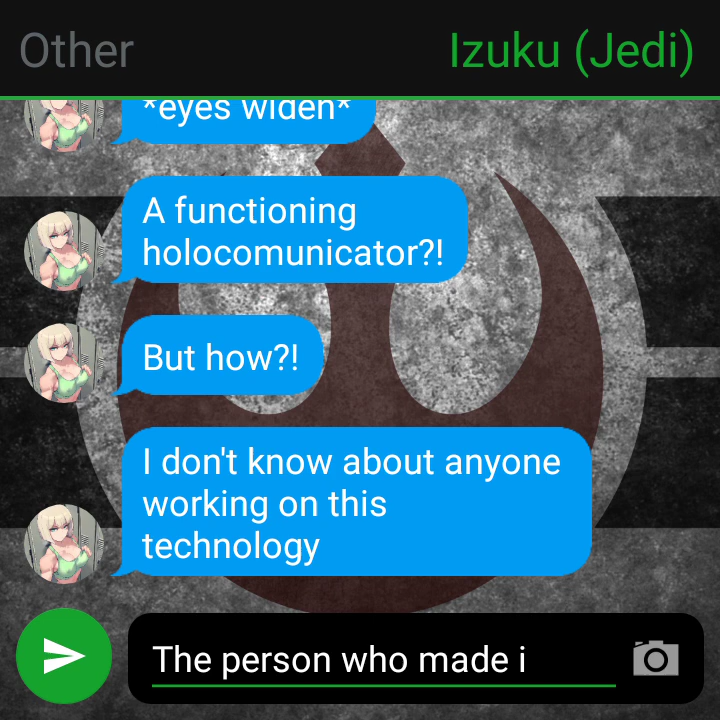 Other
Izuku (Jedi)
*eyes widen*
A functioning
holocomunicator?!
But how?!
I don't know about anyone
working on this
technology
The person who made i